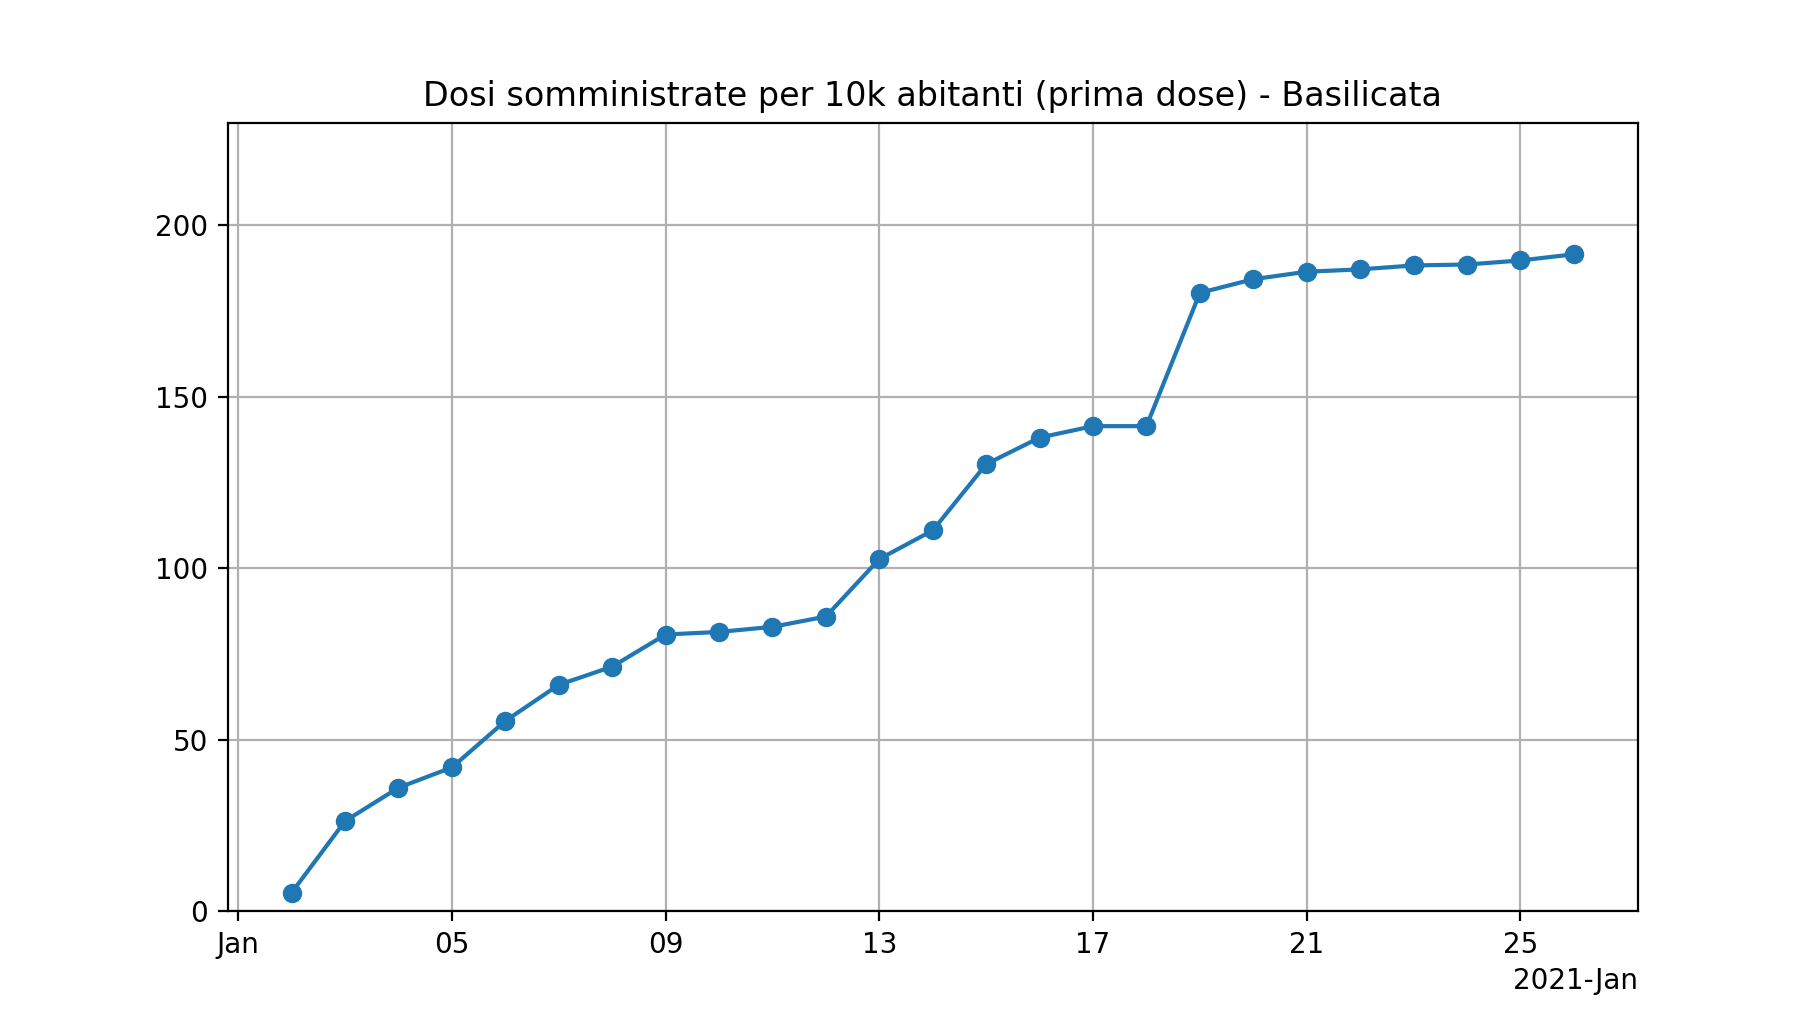 Dosi somministrate per 10k abitanti (prima dose) - Basilicata
200
150
100
50
0
Jan 05 09 13 17 21 25
2021-Jan